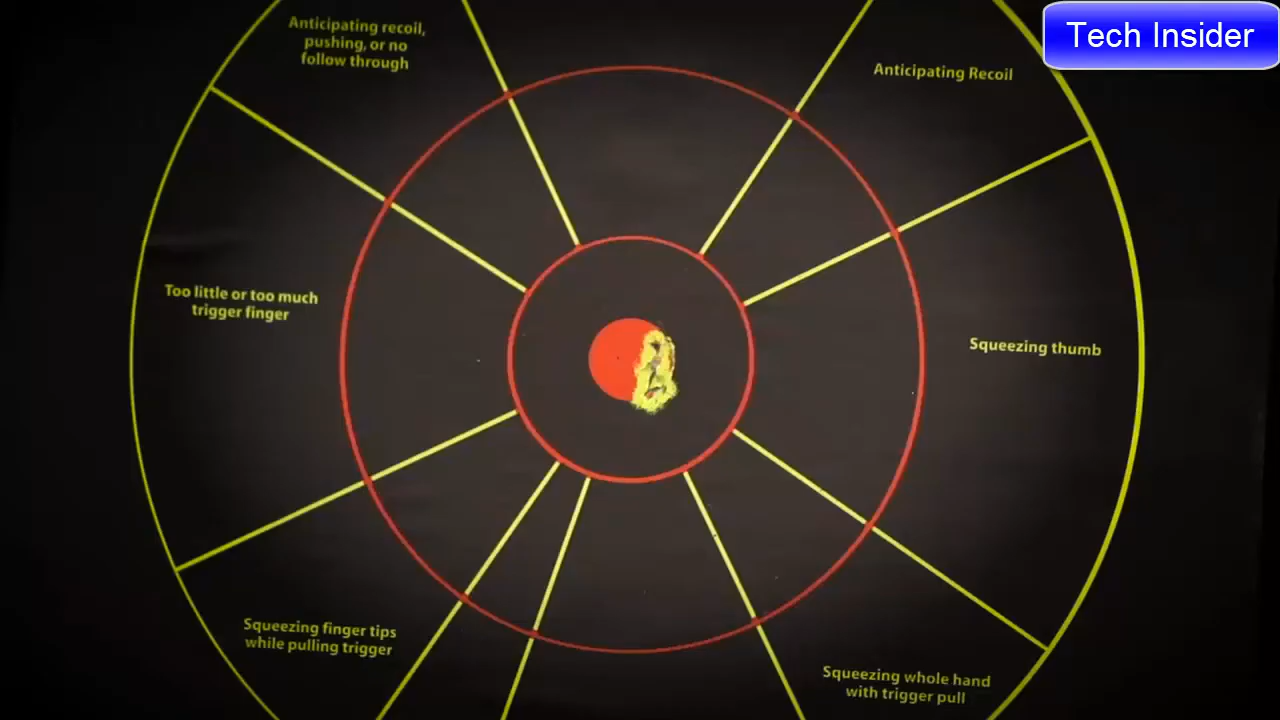 Anticipating recoil,
pushing, or no
follow through
Tech Insider
Anticipating Recoil
Too little or too much
trigger finger
Squeezing thumb
Squeezing finger tips
while pulling trigger
Squeezing whole hand
with trigger pull